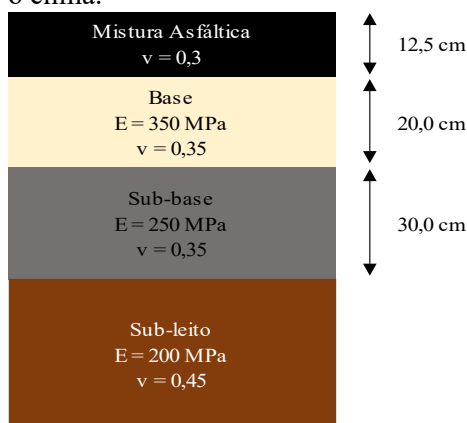 Mistura Asfáltica
v = 0,3
12,5 cm
Base
E = 350 MPa
v = 0,35
20,0 cm
Sub-base
E = 250 MPa
v = 0,35
30,0 cm
Sub-leito
E = 200 MPa
v = 0,45